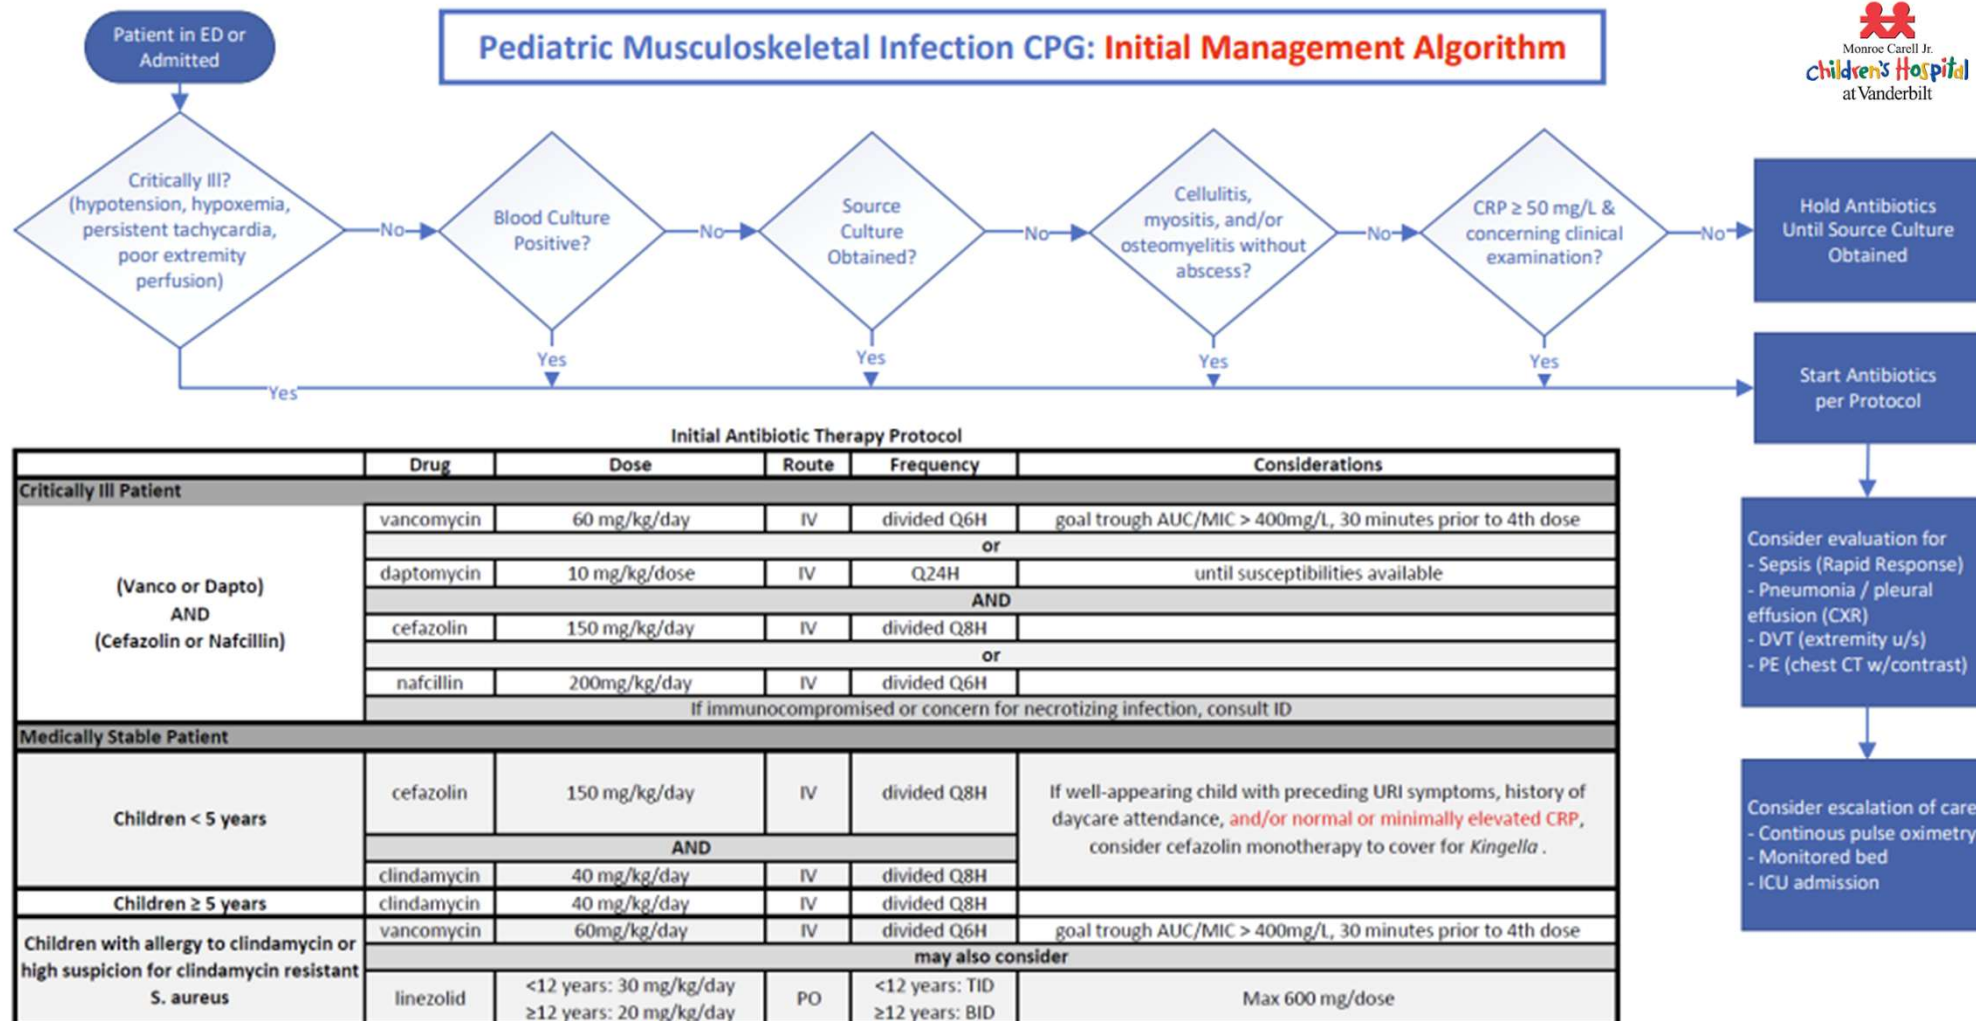 Patient in ED or
Admitted
Pediatric Musculoskeletal Infection CPG: Initial Management Algorithm
Monroe Carell Jr.
Children's Hospital
at Vanderbilt
Critically Ill?
(hypotension, hypoxemia,
persistent tachycardia,
poor extremity
perfusion)
No
Blood Culture
Positive?
No
Source
Culture
Obtained?
No
Cellulitis,
myositis, and/or
osteomyelitis without
abscess?
No
CRP ≥ 50 mg/L &
concerning clinical
examination?
No
Hold Antibiotics
Until Source Culture
Obtained
Yes
Yes
Yes
Yes
Yes
Start Antibiotics
per Protocol
Consider evaluation for
- Sepsis (Rapid Response)
- Pneumonia / pleural
effusion (CXR)
- DVT (extremity u/s)
- PE (chest CT w/contrast)
Consider escalation of care
- Continous pulse oximetry
- Monitored bed
- ICU admission
Initial Antibiotic Therapy Protocol
Drug Dose Route Frequency Considerations
Critically Ill Patient
(Vanco or Dapto)
AND
(Cefazolin or Nafcillin)
vancomycin 60 mg/kg/day IV divided Q6H goal trough AUC/MIC > 400mg/L, 30 minutes prior to 4th dose
or
daptomycin 10 mg/kg/dose IV Q24H until susceptibilities available
AND
cefazolin 150 mg/kg/day IV divided Q8H
or
nafcillin 200mg/kg/day IV divided Q6H
If immunocompromised or concern for necrotizing infection, consult ID
Medically Stable Patient
Children < 5 years
cefazolin 150 mg/kg/day IV divided Q8H
AND
clindamycin 40 mg/kg/day IV divided Q8H
If well-appearing child with preceding URI symptoms, history of
daycare attendance, and/or normal or minimally elevated CRP,
consider cefazolin monotherapy to cover for Kingella .
Children ≥ 5 years clindamycin 40 mg/kg/day IV divided Q8H
Children with allergy to clindamycin or
high suspicion for clindamycin resistant
S. aureus
vancomycin 60mg/kg/day IV divided Q6H goal trough AUC/MIC > 400mg/L, 30 minutes prior to 4th dose
may also consider
linezolid
<12 years: 30 mg/kg/day
≥12 years: 20 mg/kg/day
PO
<12 years: TID
≥12 years: BID
Max 600 mg/dose